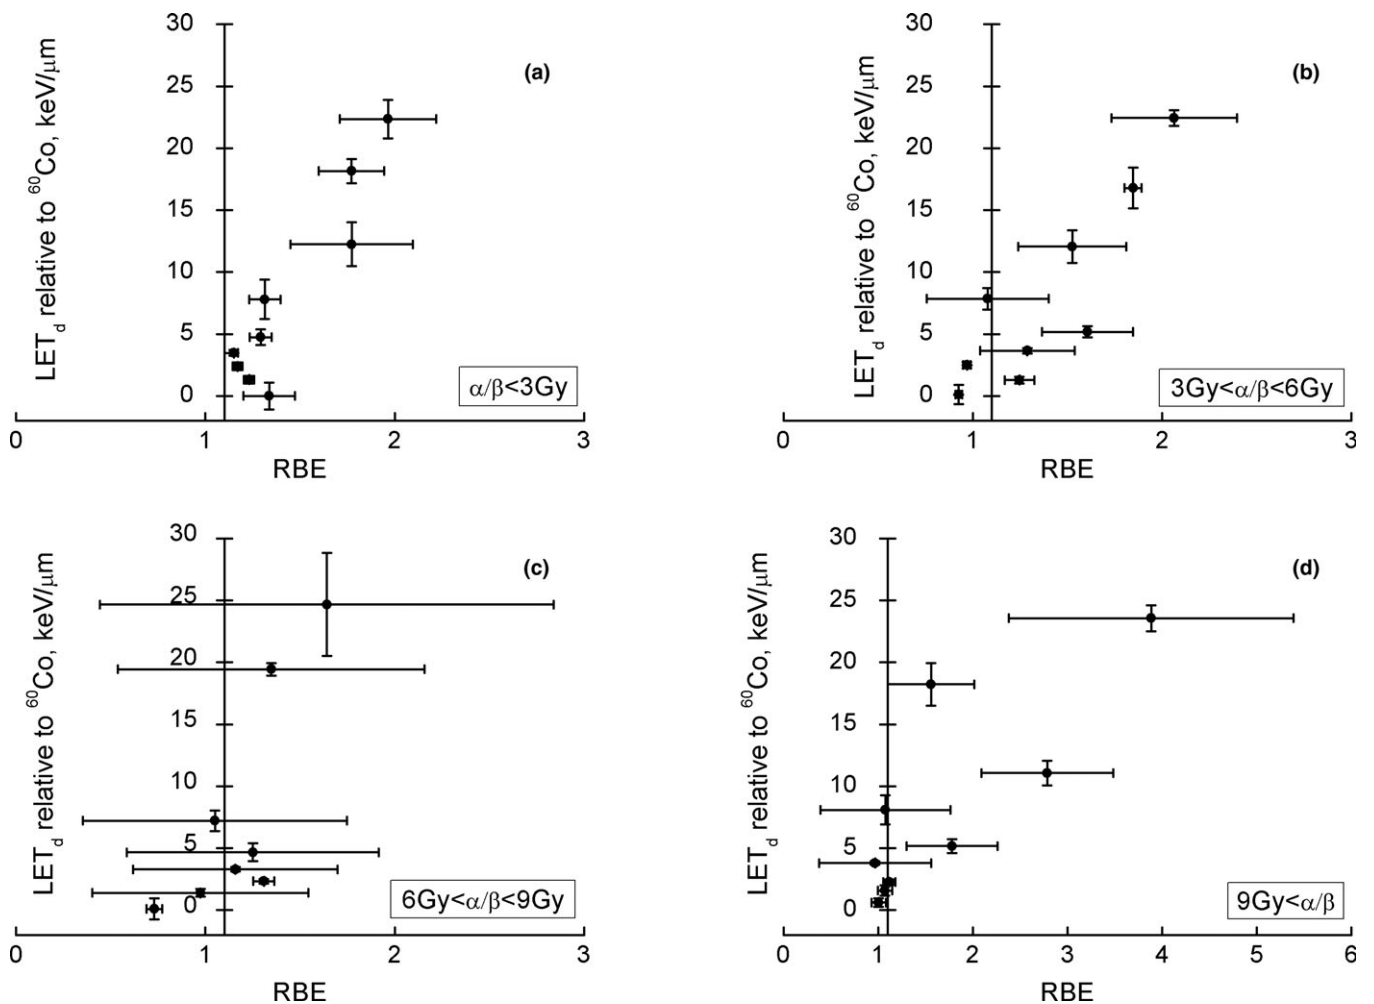 (a)
LETd relative to 60Co, keV/μm
30
25
20
15
10
5
0
α/β<3Gy
0 1 2 3
RBE
(b)
LETd relative to 60Co, keV/μm
30
25
20
15
10
5
0
3Gy<α/β<6Gy
0 1 2 3
RBE
(c)
LETd relative to 60Co, keV/μm
30
25
20
15
10
5
0
6Gy<α/β<9Gy
0 1 2 3
RBE
(d)
LETd relative to 60Co, keV/μm
30
25
20
15
10
5
0
9Gy<α/β
0 1 2 3 4 5 6
RBE